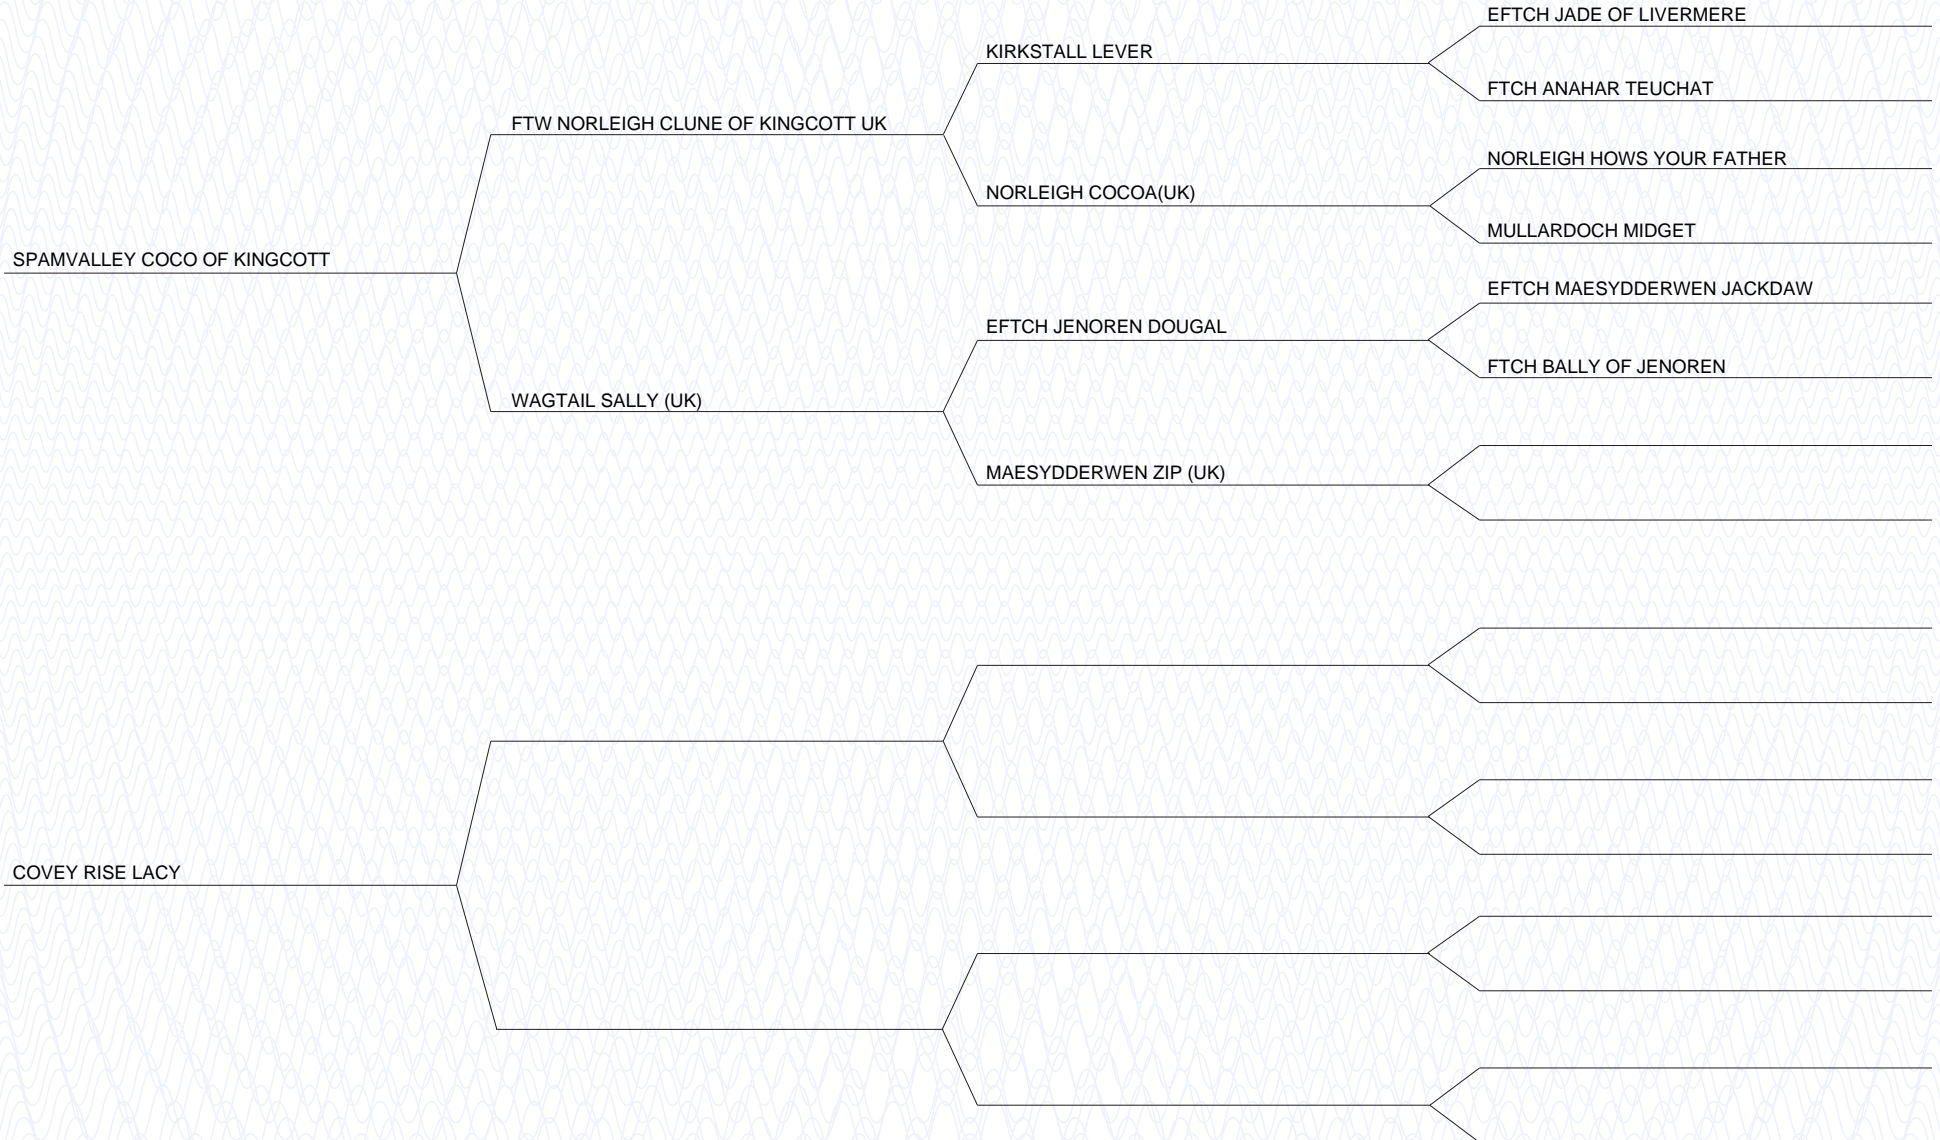 EFTCH JADE OF LIVERMERE
KIRKSTALL LEVER
FTCH ANAHAR TEUCHAT
FTW NORLEIGH CLUNE OF KINGCOTT UK
NORLEIGH HOWS YOUR FATHER
NORLEIGH COCOA(UK)
MULLARDOCH MIDGET
SPAMVALLEY COCO OF KINGCOTT
EFTCH MAESYDDERWEN JACKDAW
EFTCH JENOREN DOUGAL
FTCH BALLY OF JENOREN
WAGTAIL SALLY (UK)
MAESYDDERWEN ZIP (UK)
COVEY RISE LACY